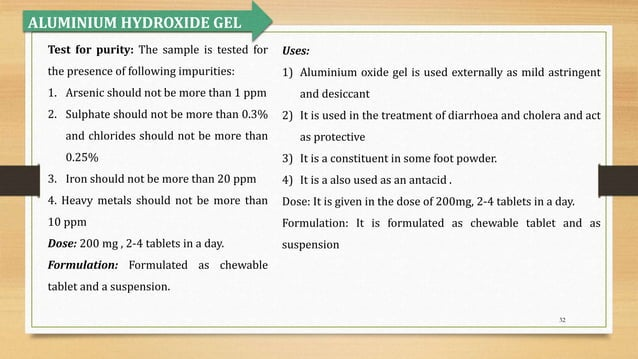 ALUMINIUM HYDROXIDE GEL
Test for purity: The sample is tested for
the presence of following impurities:
1. Arsenic should not be more than 1 ppm
2. Sulphate should not be more than 0.3%
and chlorides should not be more than
0.25%
3. Iron should not be more than 20 ppm
4. Heavy metals should not be more than
10 ppm
Dose: 200 mg , 2-4 tablets in a day.
Formulation: Formulated as chewable
tablet and a suspension.
Uses:
1) Aluminium oxide gel is used externally as mild astringent
and desiccant
2) It is used in the treatment of diarrhoea and cholera and act
as protective
3) It is a constituent in some foot powder.
4) It is a also used as an antacid .
Dose: It is given in the dose of 200mg, 2-4 tablets in a day.
Formulation: It is formulated as chewable tablet and as
suspension
32